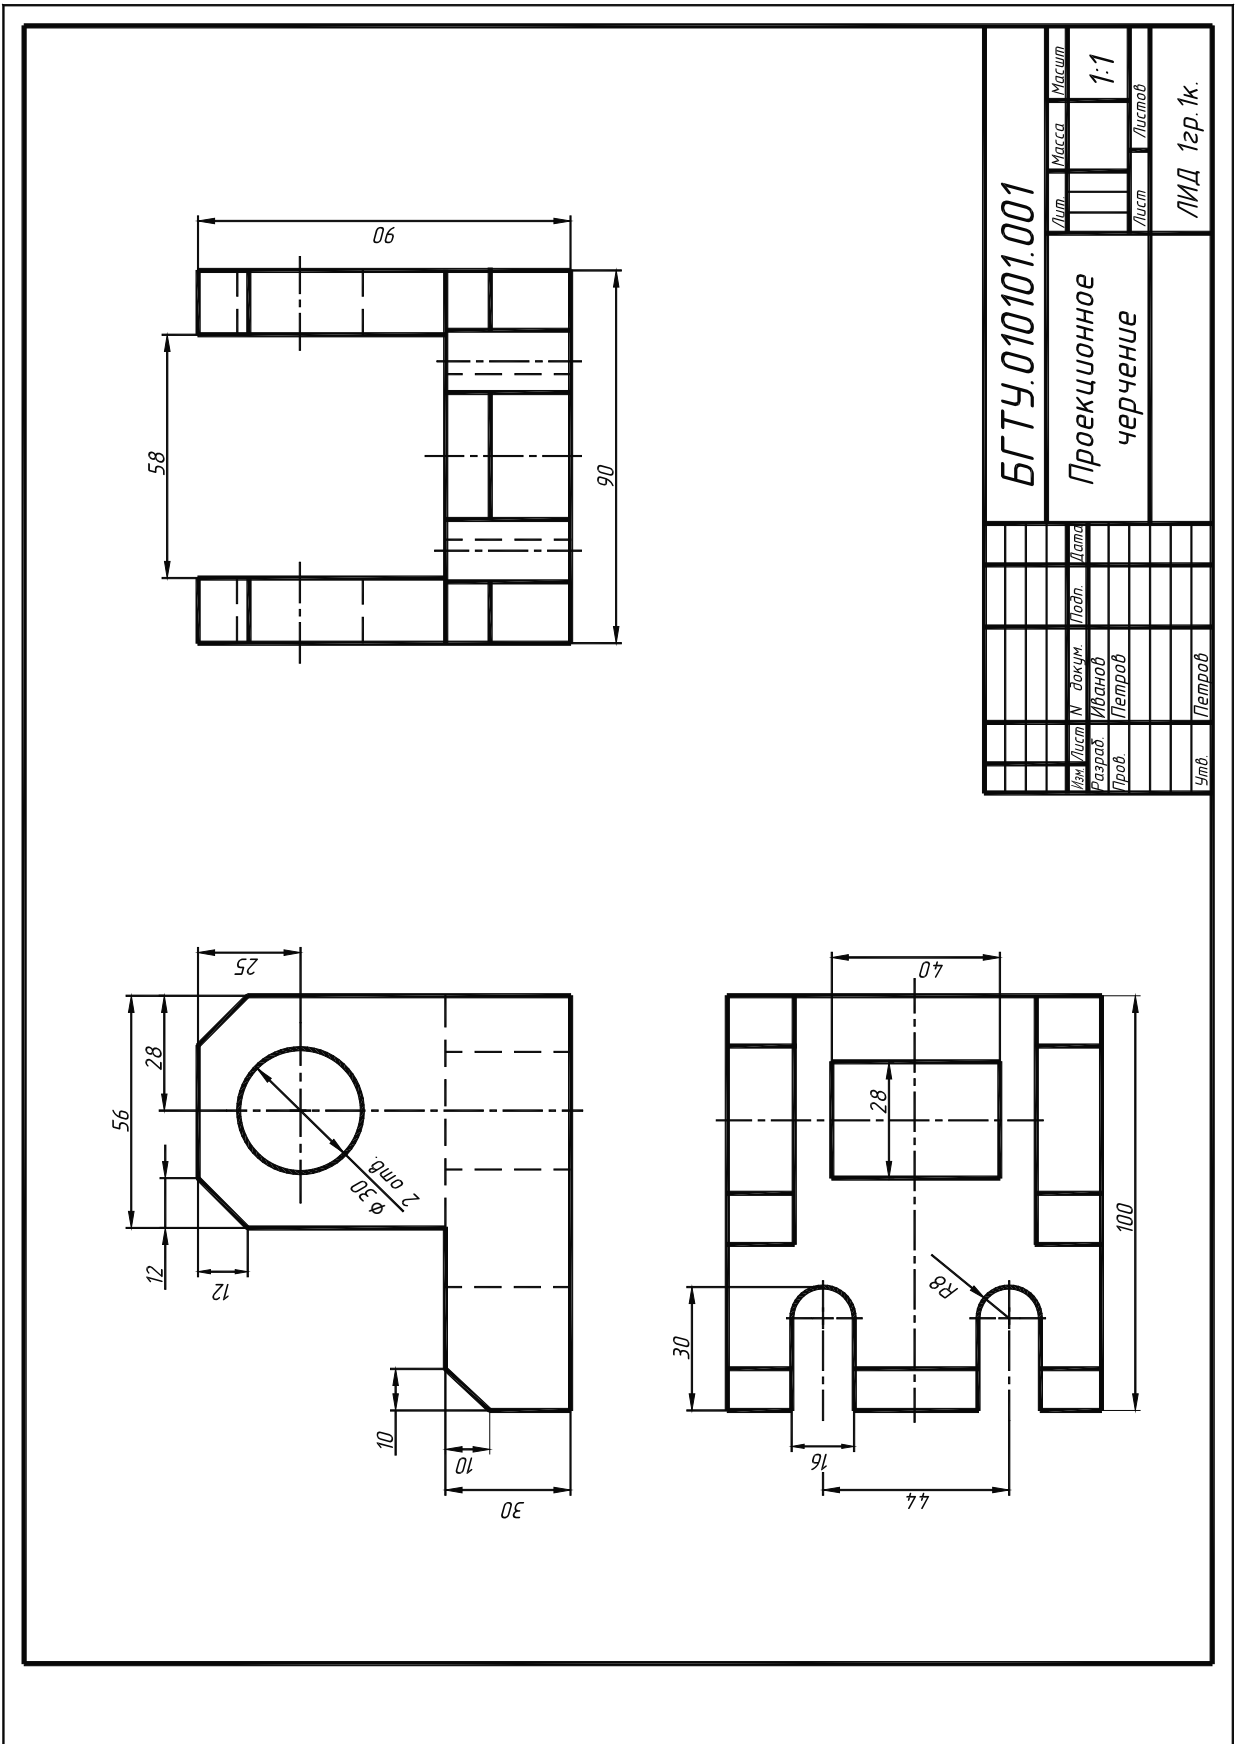 25
28
56
12
12
⌀30
2 отв.
10
10
30
90
58
90
40
28
100
R8
30
16
44
БГТУ.010101.001
Проекционное
черчение
Лит. Масса Масшт
1:1
Лист Листов
ЛИД 1гр.1к.
Изм. Лист N докум. Подп. Дата
Разраб. Иванов
Пров. Петров
Утв. Петров